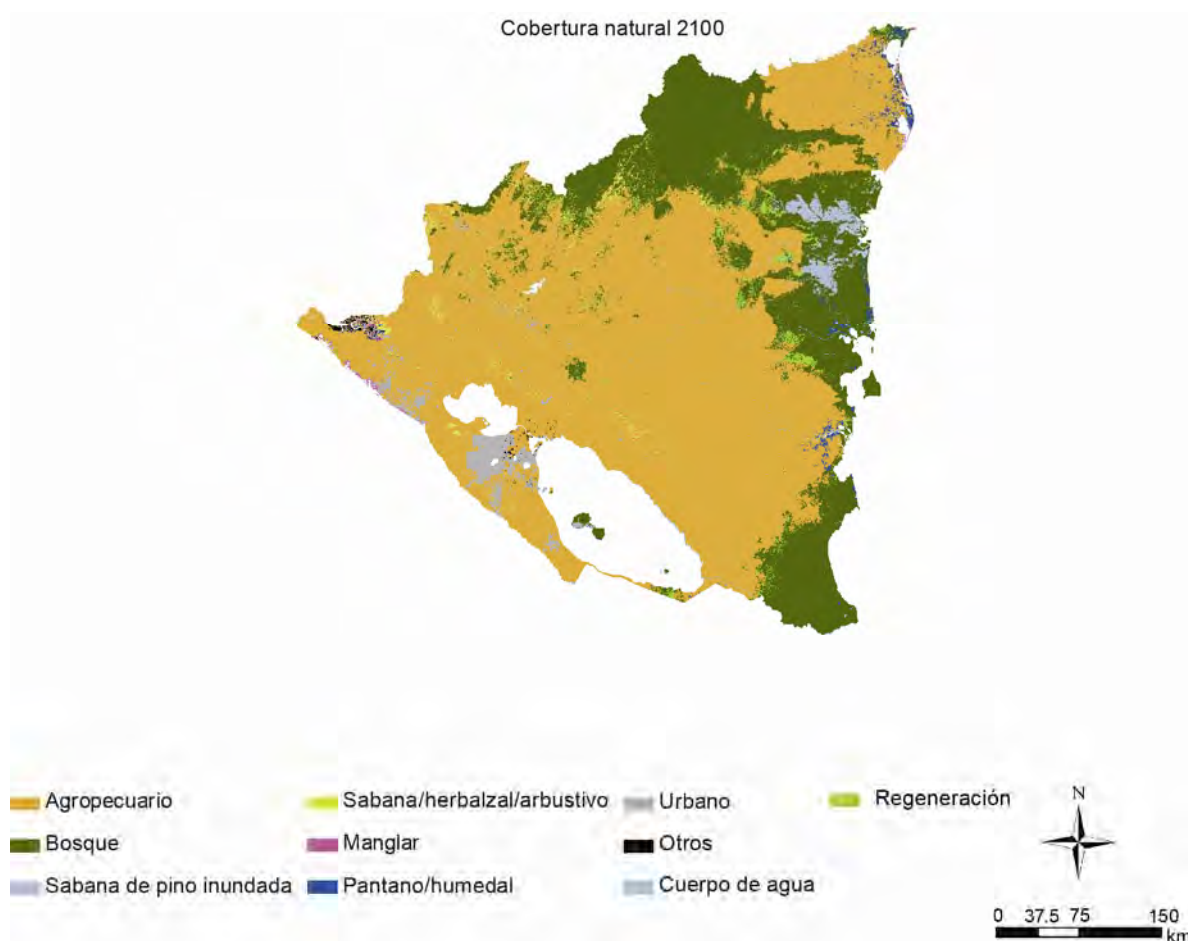 Cobertura natural 2100
Agropecuario
Sabana/herbalzal/arbustivo
Urbano
Regeneración
Bosque
Manglar
Otros
Sabana de pino inundada
Pantano/humedal
Cuerpo de agua
N
0 37.5 75 150
km